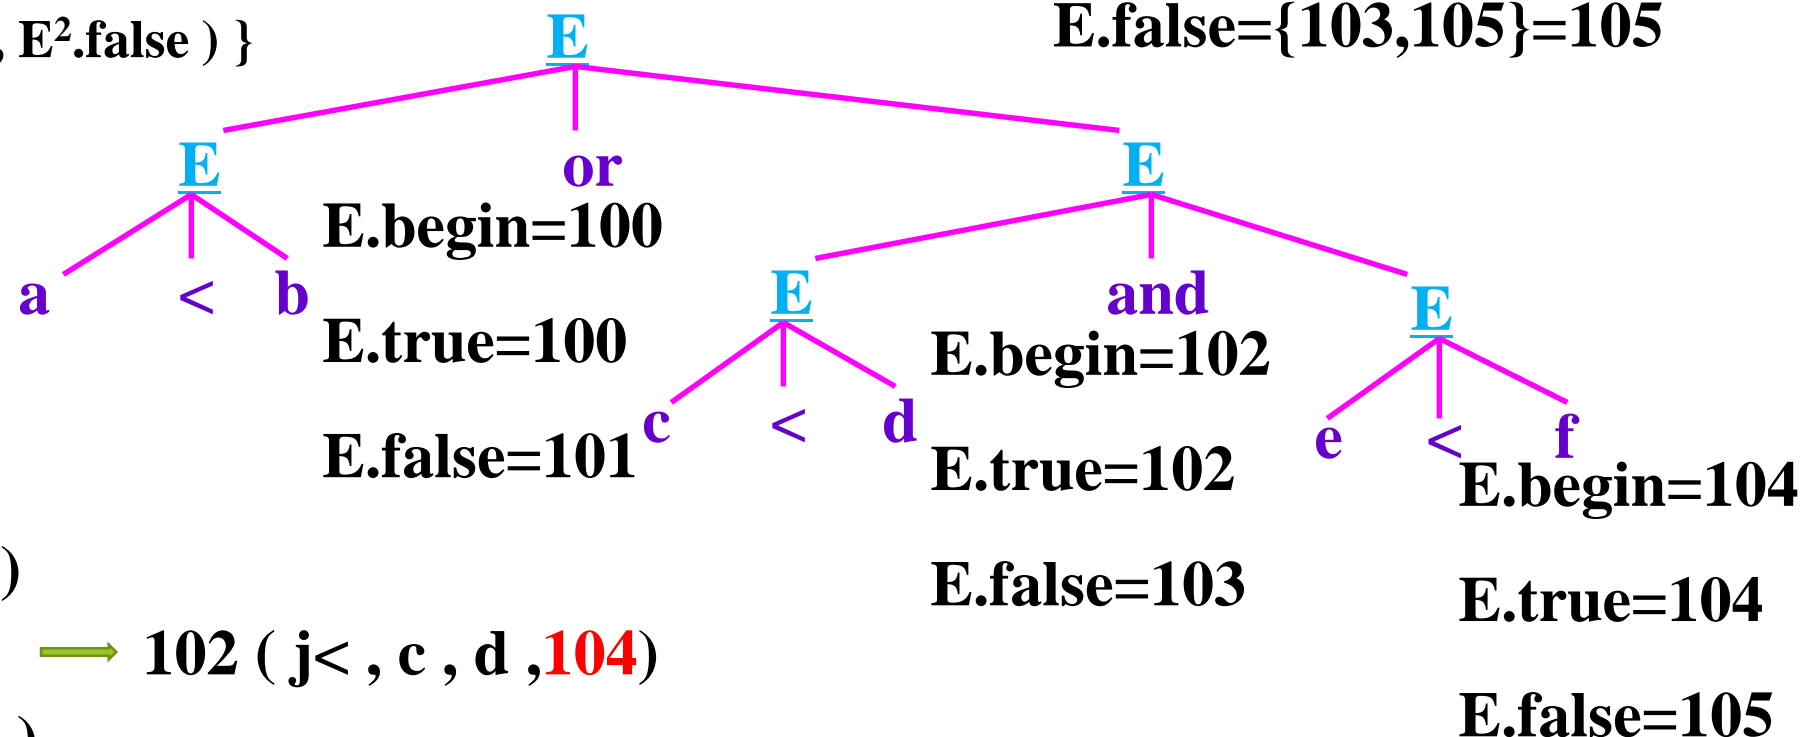 , E².false ) }
E
E.false={103,105}=105
E
or
E
E.begin=100
a < b
E
and
E
E.true=100
E.begin=102
c < d
e < f
E.false=101
E.true=102
E.begin=104
)
E.false=103
E.true=104
102 ( j< , c , d ,104)
E.false=105
)